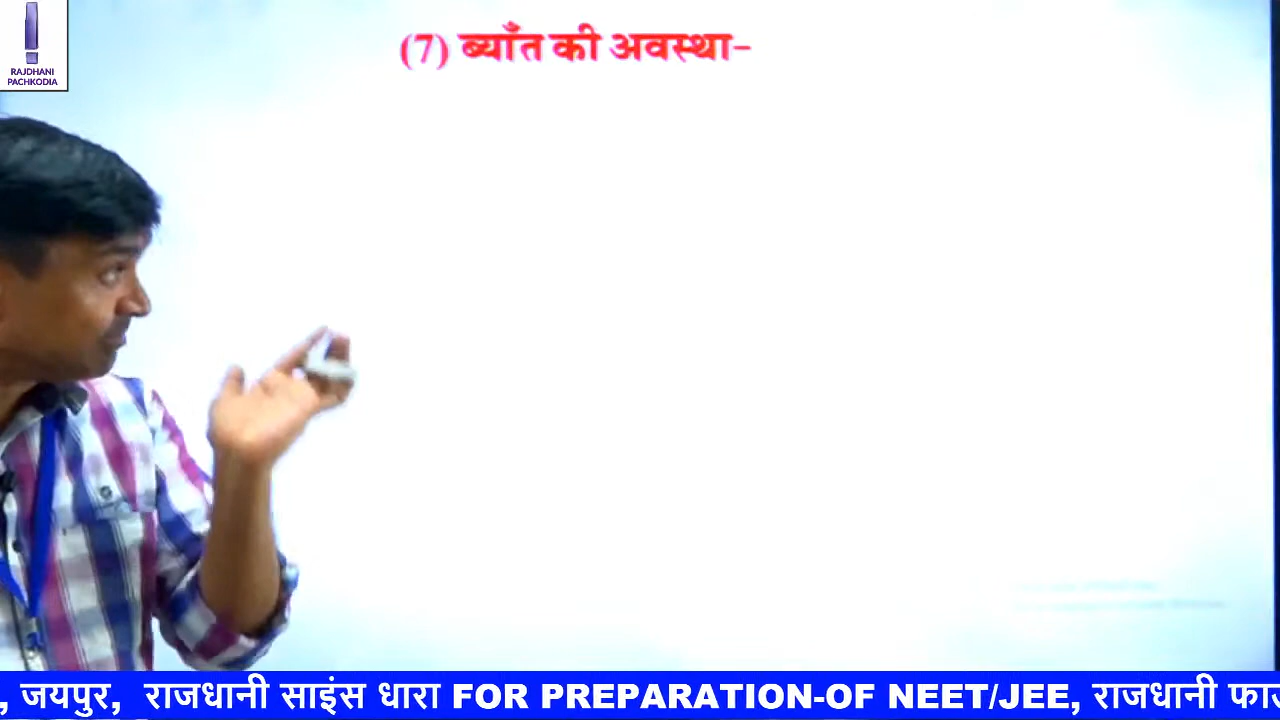 RAJDHANI
PACHKODIA
(7) ब्याँत की अवस्था-
, जयपुर, राजधानी साइंस धारा FOR PREPARATION-OF NEET/JEE, राजधानी